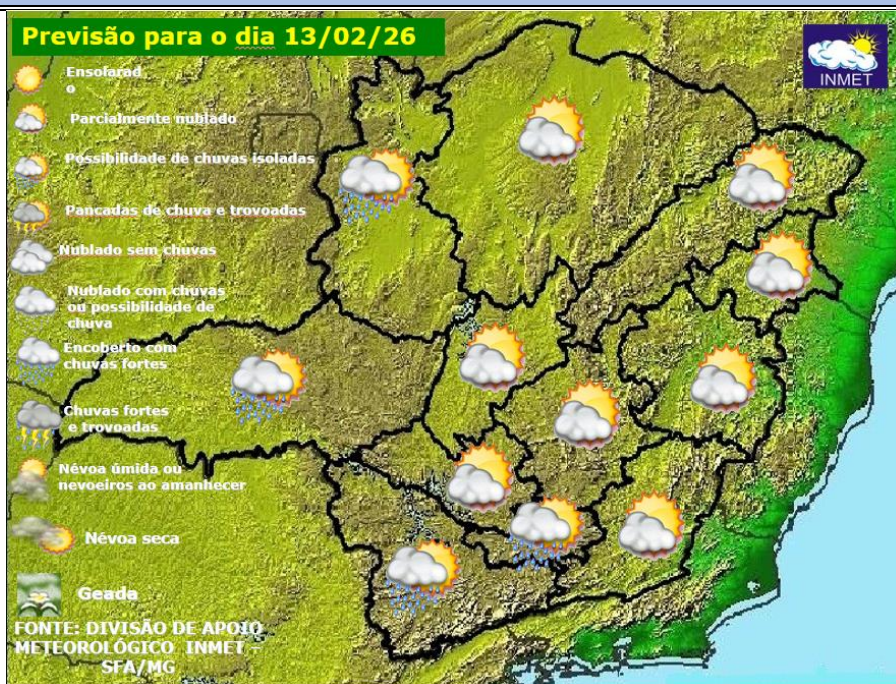 Previsão para o dia 13/02/26
INMET
Ensolarad
o
Parcialmente nublado
Possibilidade de chuvas isoladas
Pancadas de chuva e trovoadas
Nublado sem chuvas
Nublado com chuvas
ou possibilidade de
chuva
Encoberto com
chuvas fortes
Chuvas fortes
e trovoadas
Névoa úmida ou
nevoeiros ao amanhecer
Névoa seca
Geada
FONTE: DIVISÃO DE APOIO
METEOROLÓGICO INMET -
SFA/MG